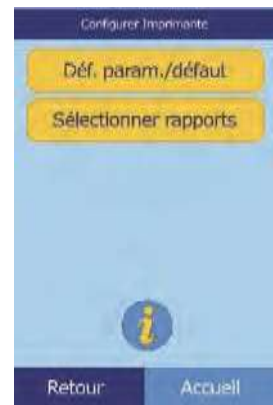 Configurer Imprimante
Déf. param./défaut
Sélectionner rapports
i
Retour
Accueil